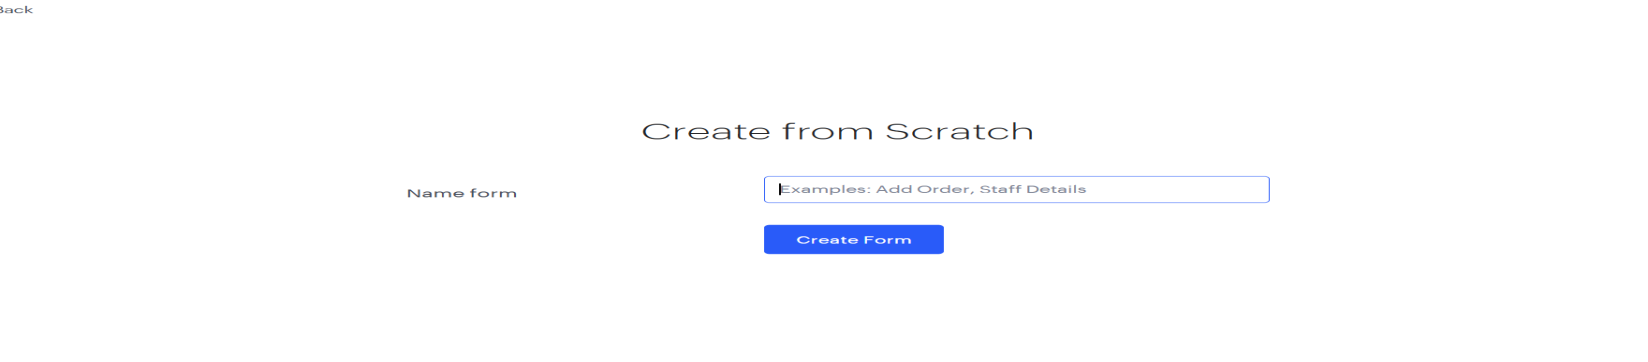 Back
Create from Scratch
Name form
Examples: Add Order, Staff Details
Create Form